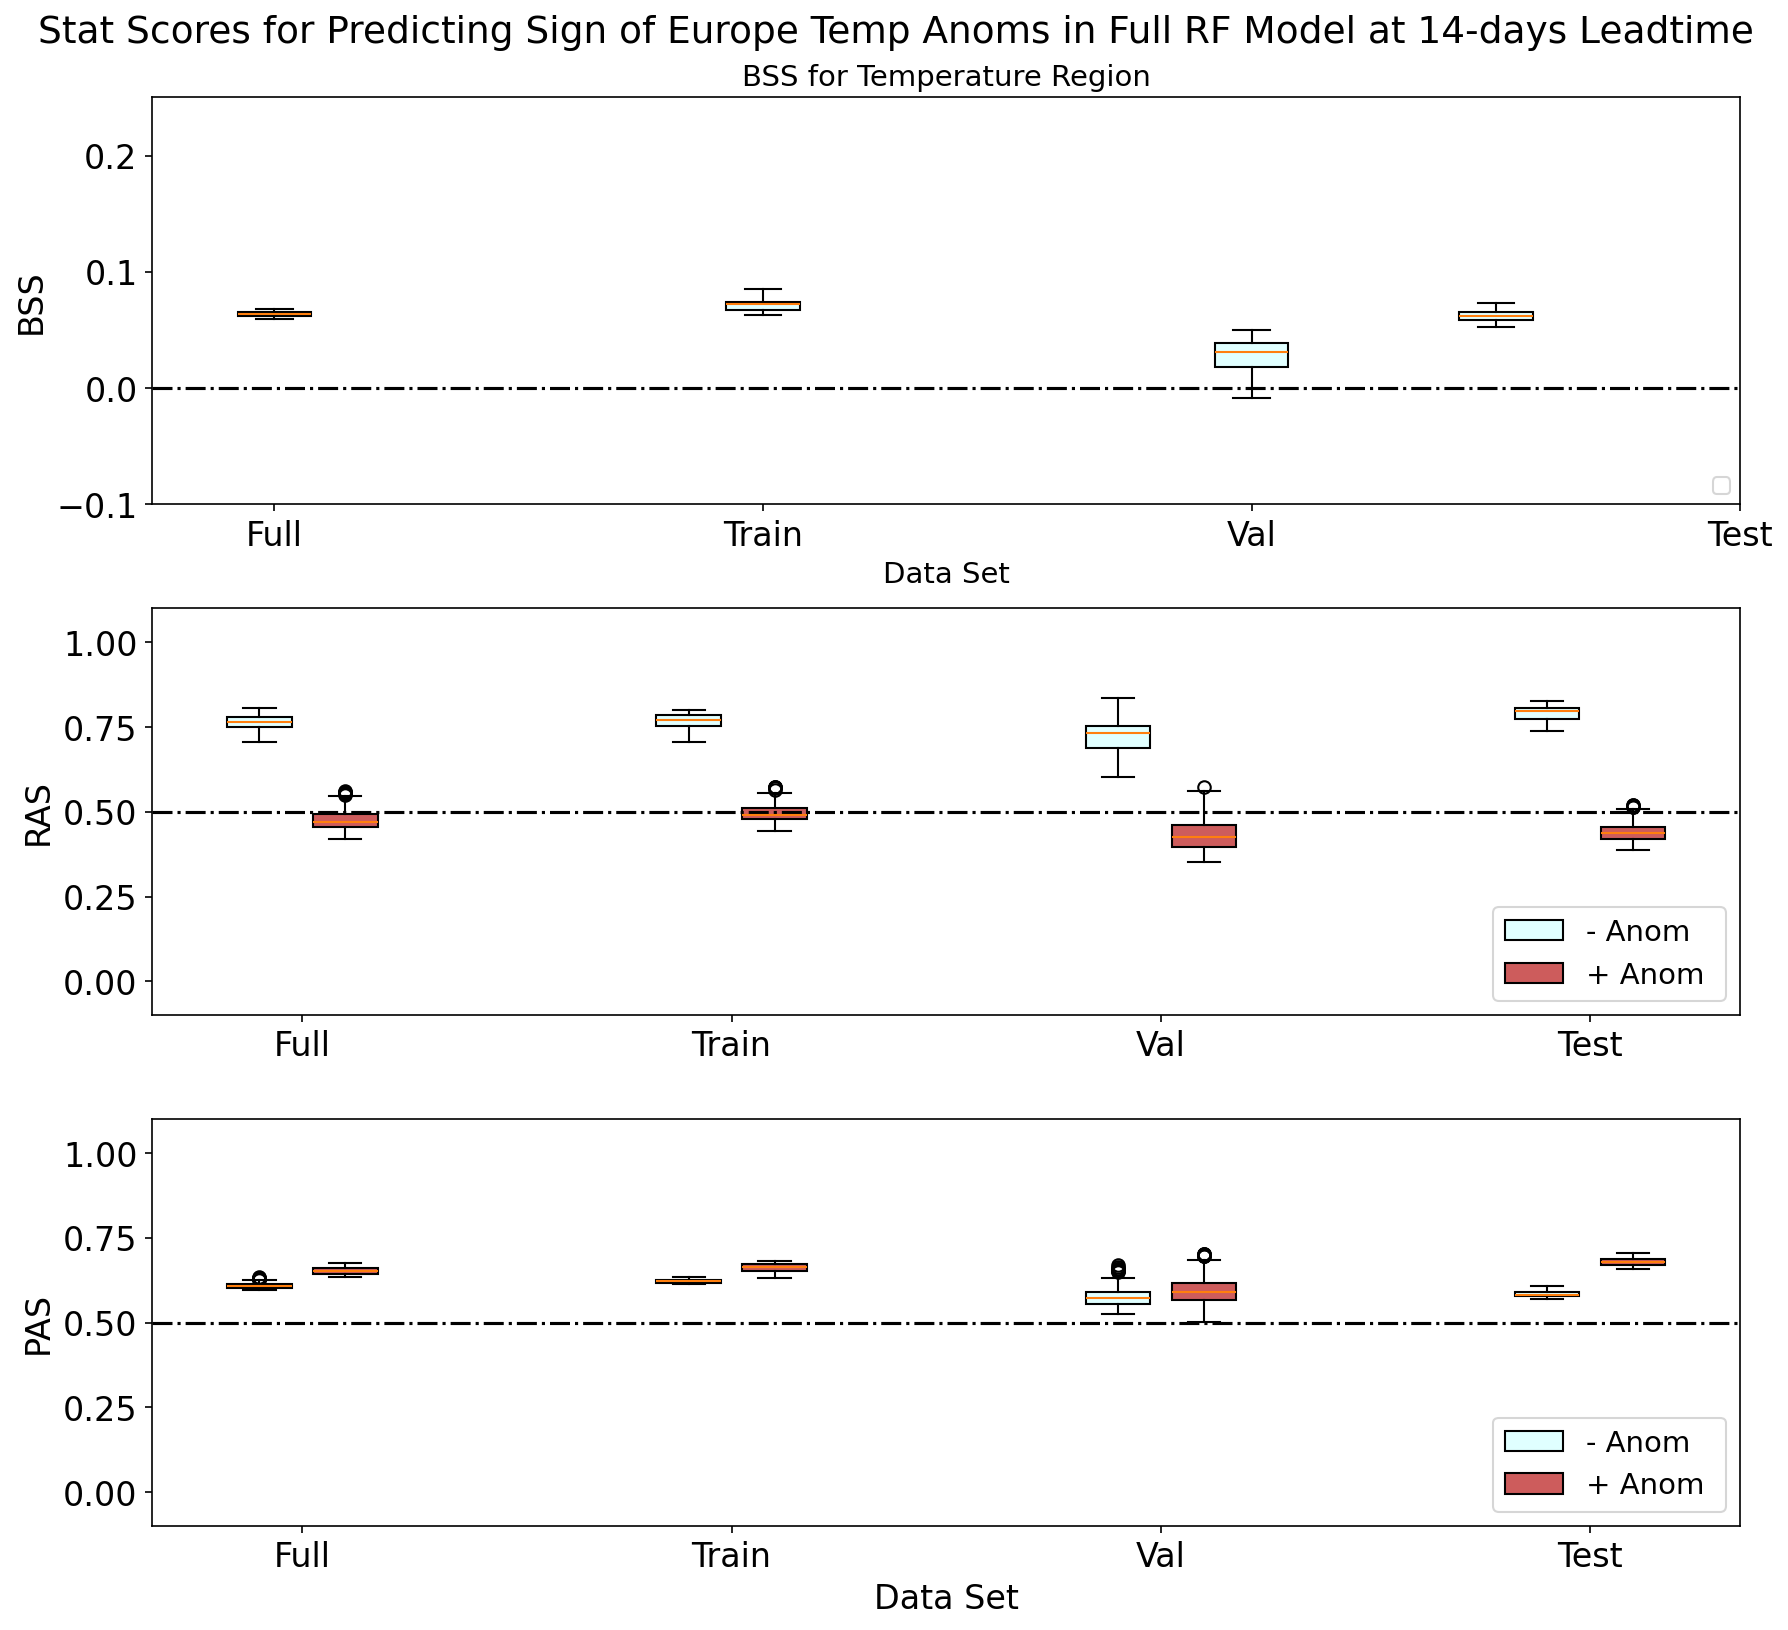 Stat Scores for Predicting Sign of Europe Temp Anoms in Full RF Model at 14-days Leadtime
BSS for Temperature Region
BSS
0.2
0.1
0.0
−0.1
Full Train Val Test
Data Set
RAS
1.00
0.75
0.50
0.25
0.00
- Anom
+ Anom
Full Train Val Test
PAS
1.00
0.75
0.50
0.25
0.00
- Anom
+ Anom
Full Train Val Test
Data Set